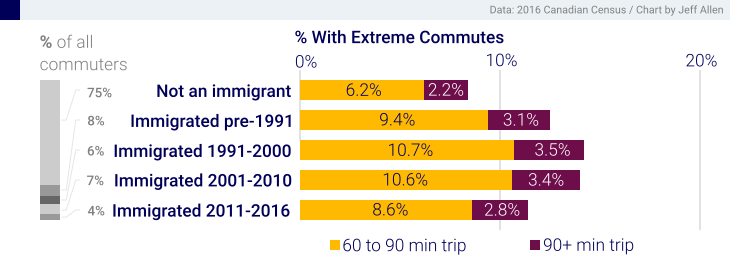 Data: 2016 Canadian Census / Chart by Jeff Allen
% of all
commuters
% With Extreme Commutes
0% 10% 20%
75% Not an immigrant 6.2% 2.2%
8% Immigrated pre-1991 9.4% 3.1%
6% Immigrated 1991-2000 10.7% 3.5%
7% Immigrated 2001-2010 10.6% 3.4%
4% Immigrated 2011-2016 8.6% 2.8%
60 to 90 min trip 90+ min trip